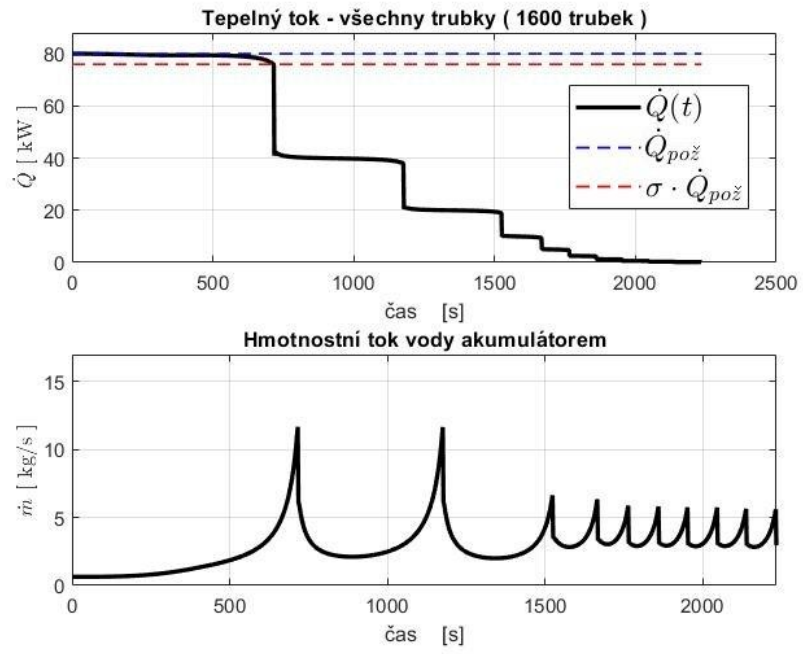 Tepelný tok - všechny trubky ( 1600 trubek )
80
60
40
20
0
Q̇ [ kW ]
Q̇(t)
Q̇_{pož}
σ · Q̇_{pož}
0 500 1000 1500 2000 2500
čas [s]
Hmotnostní tok vody akumulátorem
15
10
5
0
ṁ [ kg/s ]
0 500 1000 1500 2000
čas [s]